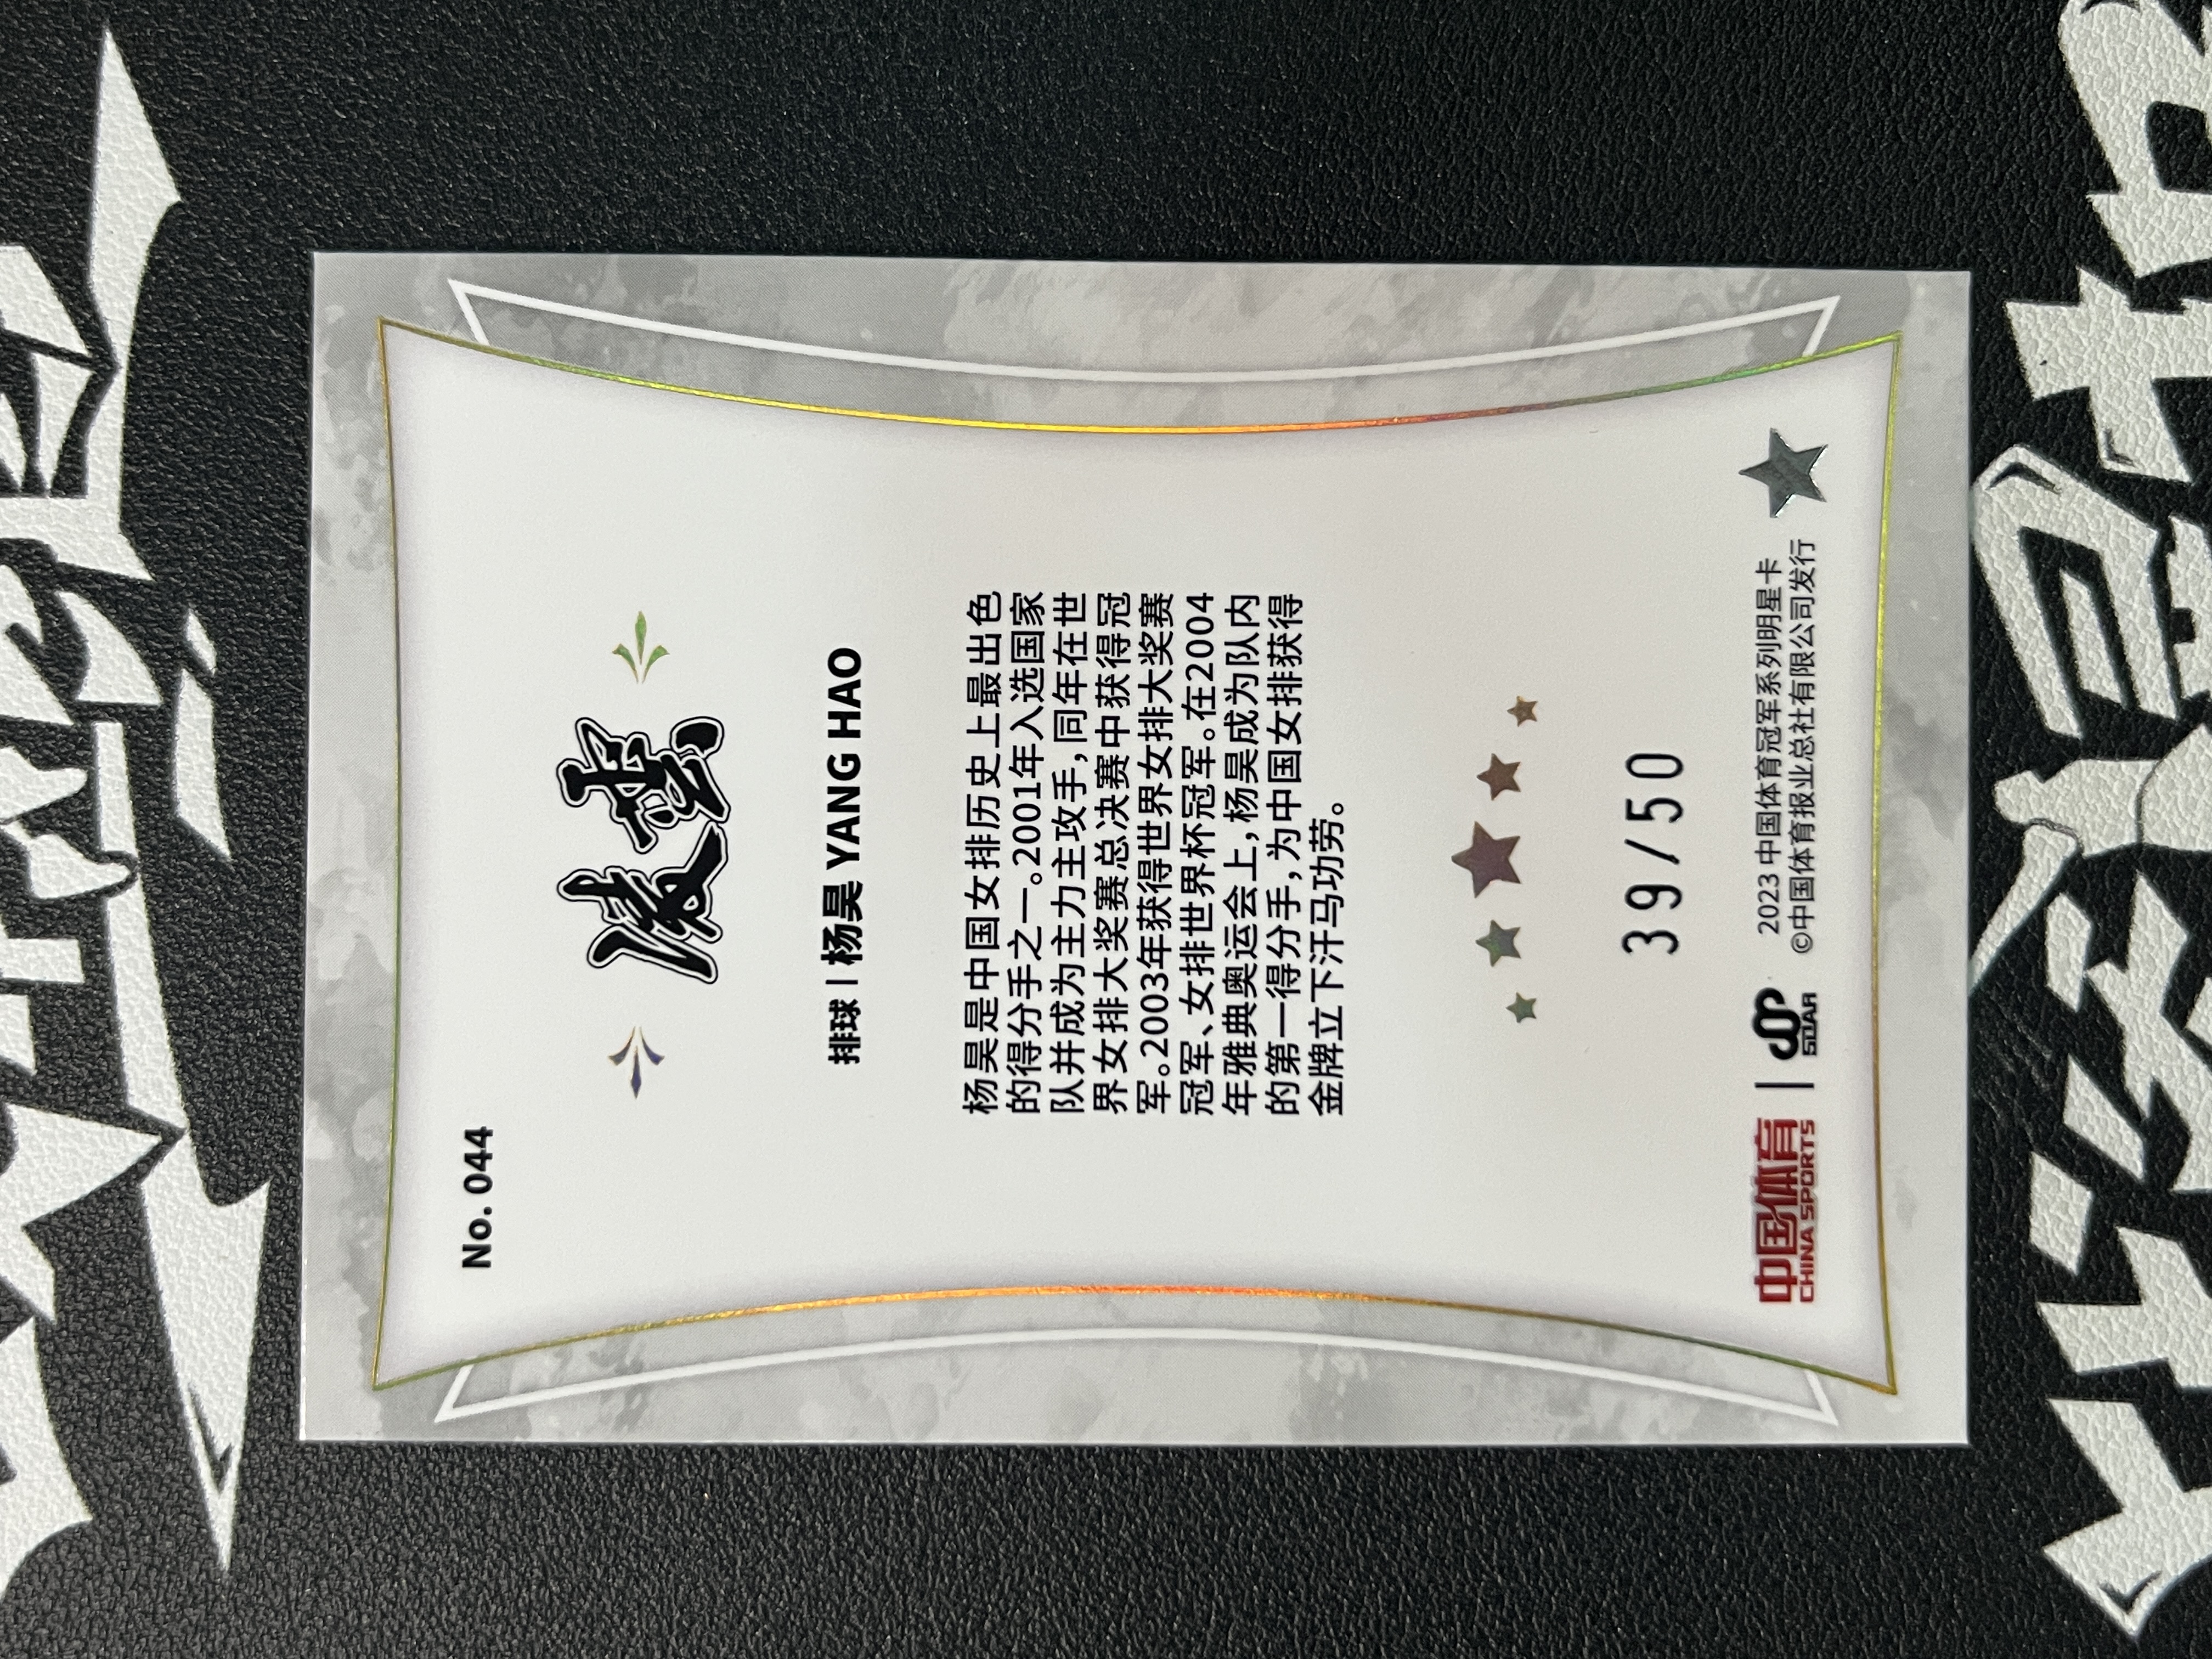 No. 044
凌云
排球 | 杨昊 YANG HAO
杨昊是中国女排历史上最出色
的得分手之一。2001年入选国家
队并成为主力主攻手，同年在世
界女排大奖赛总决赛中获得冠
军。2003年获得世界女排大奖赛
冠军、女排世界杯冠军。在2004
年雅典奥运会上，杨昊成为队内
的第一得分手，为中国女排获得
金牌立下汗马功劳。
39/50
中国体育
CHINA SPORTS
SOAR
2023 中国体育冠军系列明星卡
©中国体育报业总社有限公司发行